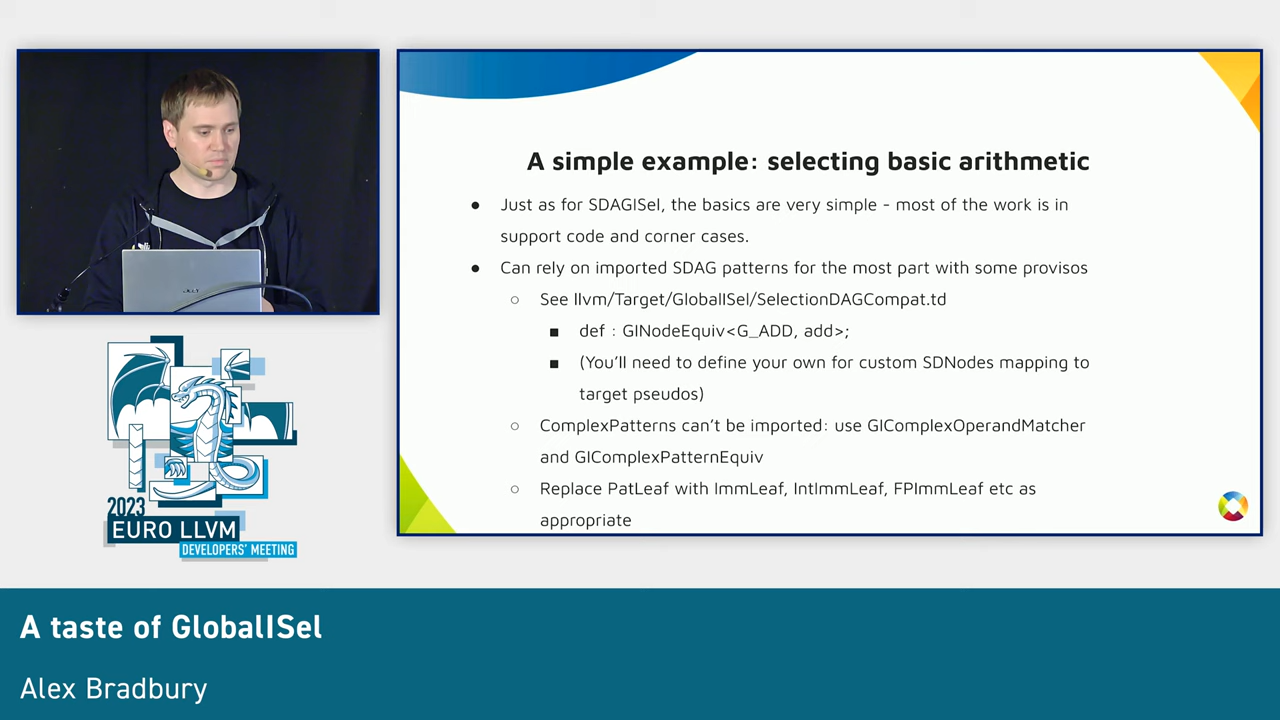 A simple example: selecting basic arithmetic
● Just as for SDAGISel, the basics are very simple - most of the work is in
support code and corner cases.
● Can rely on imported SDAG patterns for the most part with some provisos
○ See llvm/Target/GlobalISel/SelectionDAGCompat.td
■ def : GINodeEquiv<G_ADD, add>;
■ (You'll need to define your own for custom SDNodes mapping to
target pseudos)
○ ComplexPatterns can't be imported: use GIComplexOperandMatcher
and GIComplexPatternEquiv
○ Replace PatLeaf with ImmLeaf, IntImmLeaf, FPImmLeaf etc as
appropriate
2023
EURO LLVM
DEVELOPERS' MEETING
A taste of GlobalISel
Alex Bradbury